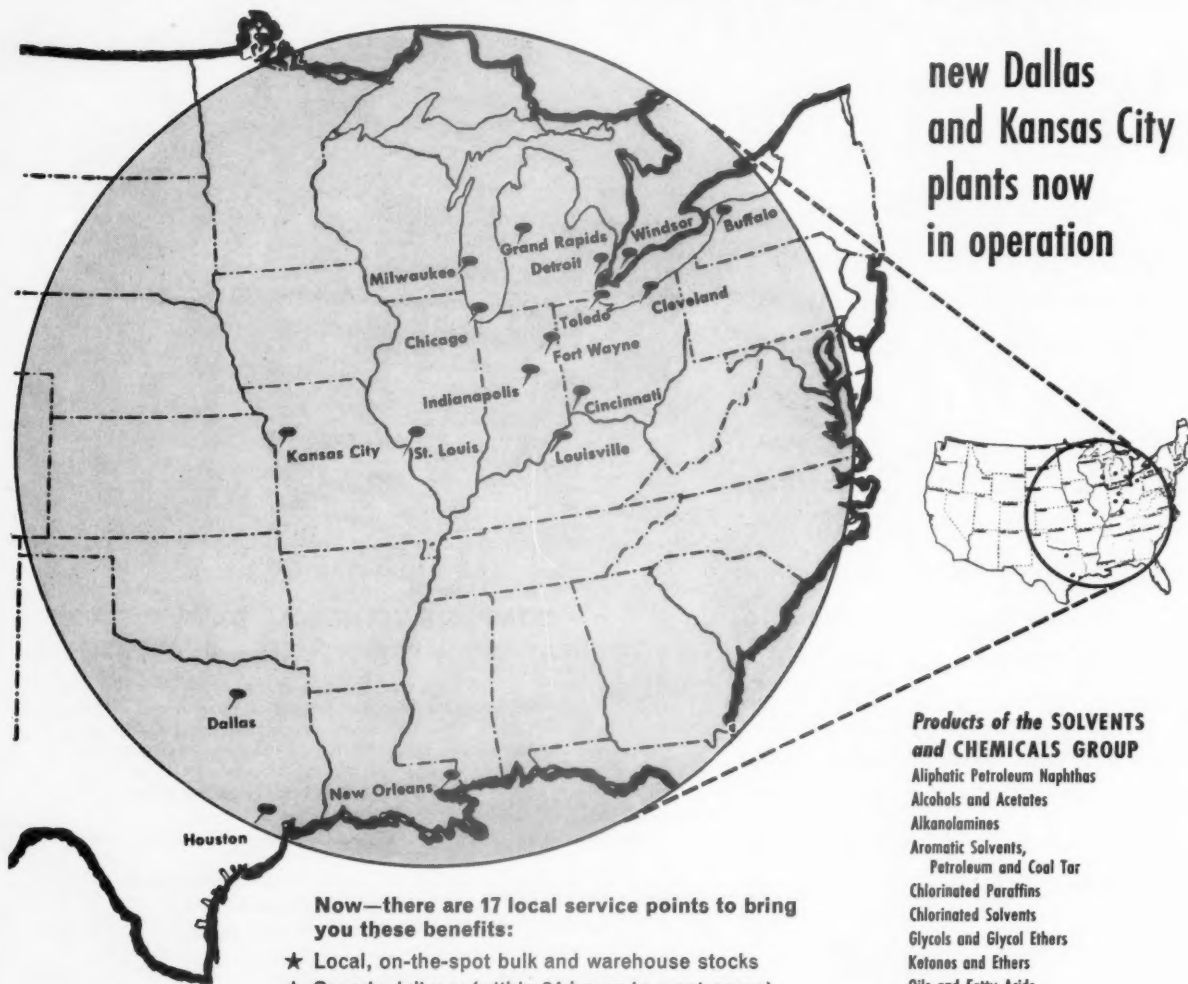 new Dallas
and Kansas City
plants now
in operation
Windsor
Buffalo
Grand Rapids
Detroit
Milwaukee
Cleveland
Toledo
Chicago
Fort Wayne
Indianapolis
Cincinnati
Kansas City
St. Louis
Louisville
Dallas
New Orleans
Houston
Now—there are 17 local service points to bring
you these benefits:
★ Local, on-the-spot bulk and warehouse stocks
Products of the SOLVENTS
and CHEMICALS GROUP
Aliphatic Petroleum Naphthas
Alcohols and Acetates
Alkanolamines
Aromatic Solvents,
Petroleum and Coal Tar
Chlorinated Paraffins
Chlorinated Solvents
Glycols and Glycol Ethers
Ketones and Ethers